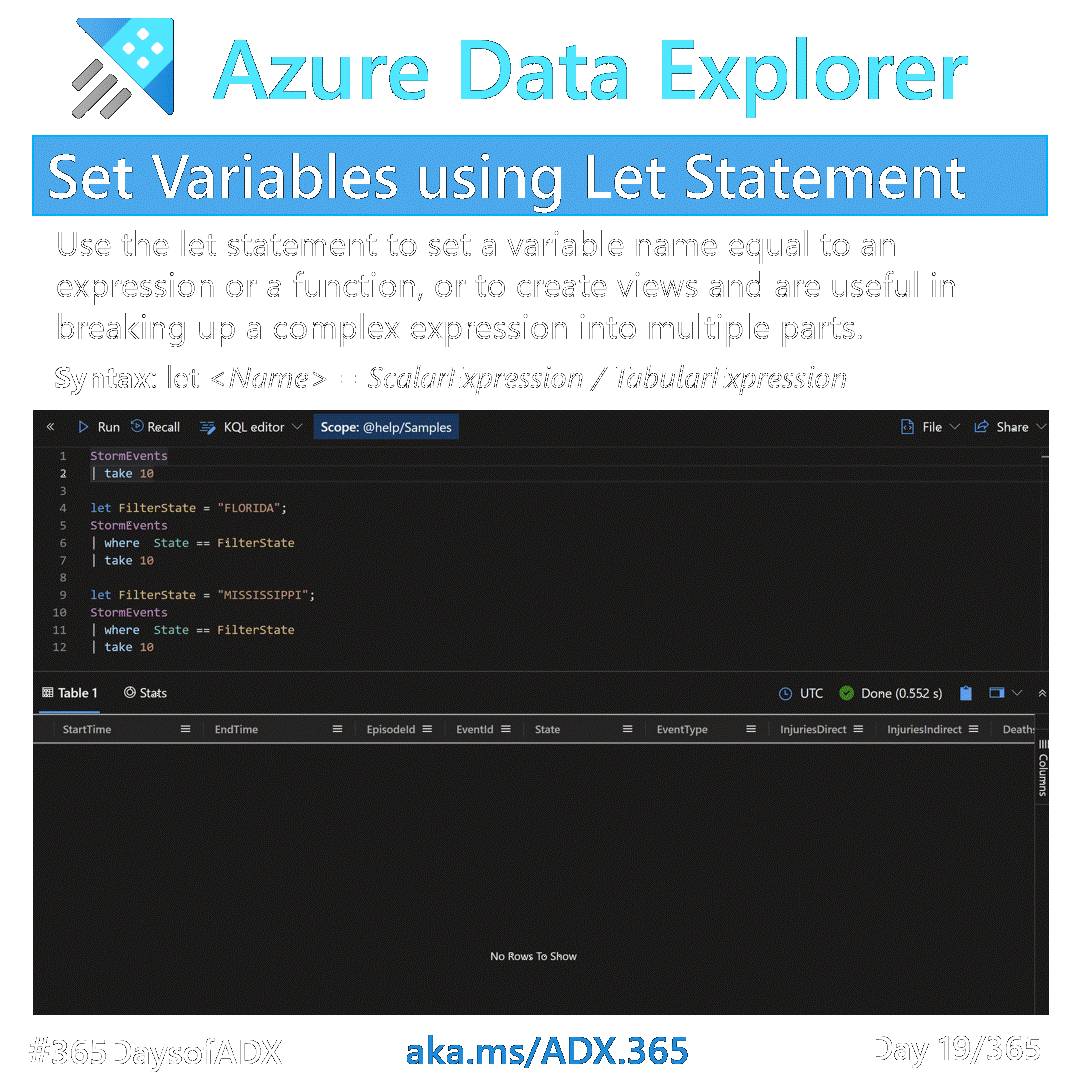 Azure Data Explorer
Set Variables using Let Statement
Use the let statement to set a variable name equal to an
expression or a function, or to create views and are useful in
breaking up a complex expression into multiple parts.
Syntax: let <Name> = ScalarExpression / TabularExpression
« Run Recall KQL editor Scope: @help/Samples File Share
1 StormEvents
2 | take 10
3
4 let FilterState = "FLORIDA";
5 StormEvents
6 | where  State == FilterState
7 | take 10
8
9 let FilterState = "MISSISSIPPI";
10 StormEvents
11 | where  State == FilterState
12 | take 10
Table 1 Stats UTC Done (0.552 s)
StartTime EndTime EpisodeId EventId State EventType InjuriesDirect InjuriesIndirect Deaths
Columns
No Rows To Show
#365DaysofADX aka.ms/ADX.365 Day 19/365